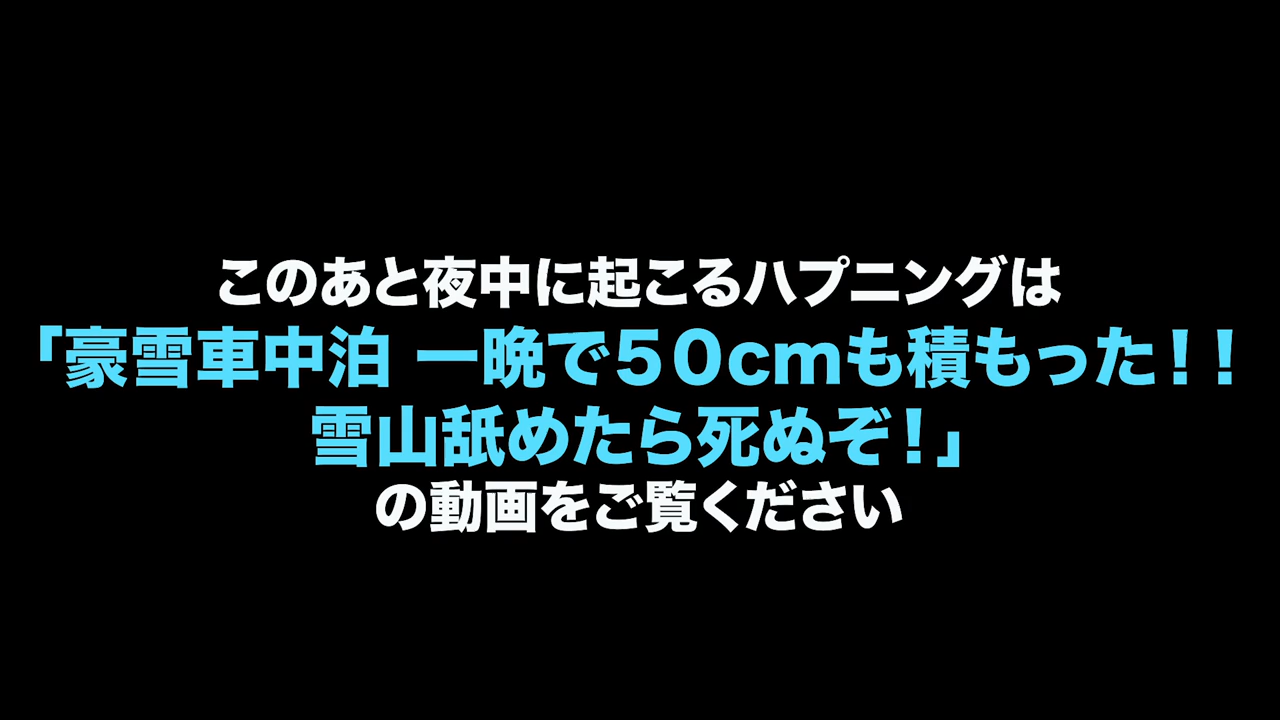 このあと夜中に起こるハプニングは
「豪雪車中泊 一晩で５０cmも積もった！！
雪山舐めたら死ぬぞ！」
の動画をご覧ください